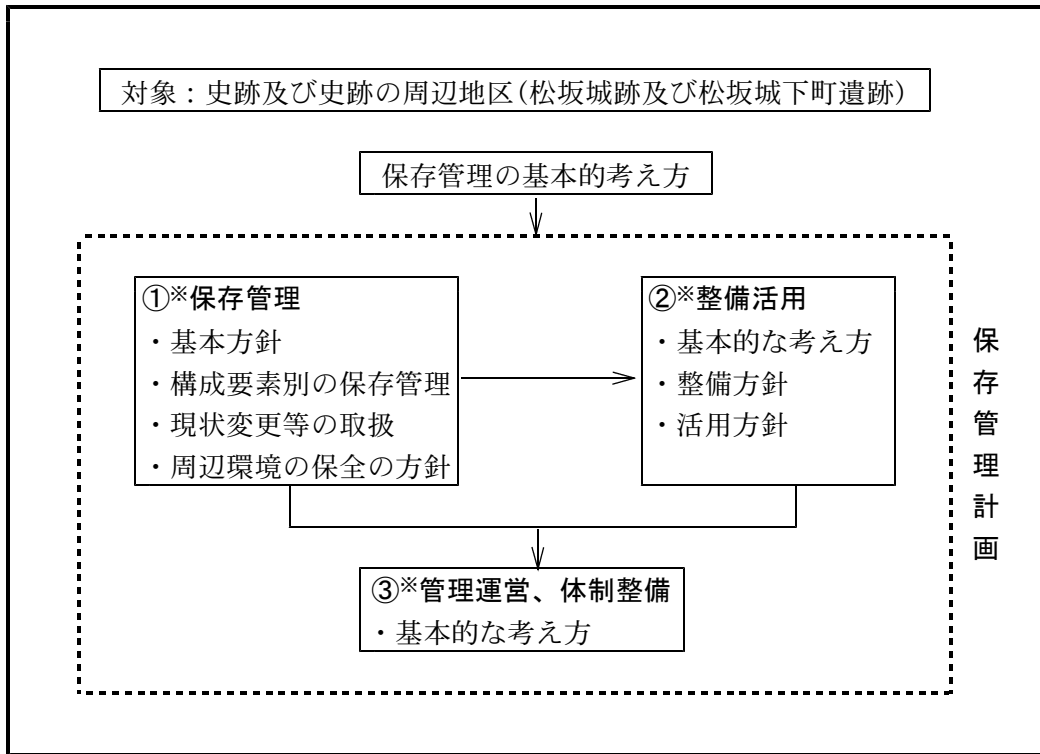 対象：史跡及び史跡の周辺地区(松坂城跡及び松坂城下町遺跡)
保存管理の基本的考え方
①※保存管理
・基本方針
・構成要素別の保存管理
・現状変更等の取扱
・周辺環境の保全の方針
②※整備活用
・基本的な考え方
・整備方針
・活用方針
③※管理運営、体制整備
・基本的な考え方
保存管理計画